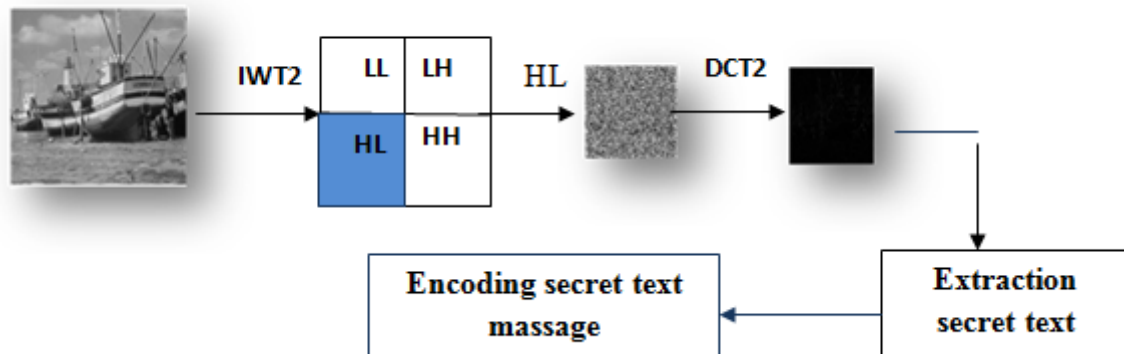 IWT2
LL
LH
HL
HH
HL
DCT2
Extraction
secret text
Encoding secret text
massage